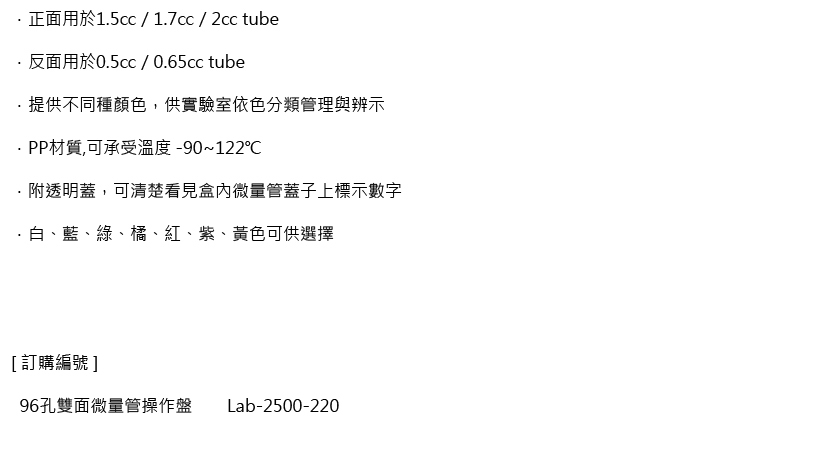 ．正面用於1.5cc / 1.7cc / 2cc tube
．反面用於0.5cc / 0.65cc tube
．提供不同種顏色，供實驗室依色分類管理與辨示
．PP材質,可承受溫度 -90~122℃
．附透明蓋，可清楚看見盒內微量管蓋子上標示數字
．白、藍、綠、橘、紅、紫、黃色可供選擇
[ 訂購編號 ]
96孔雙面微量管操作盤　　Lab-2500-220